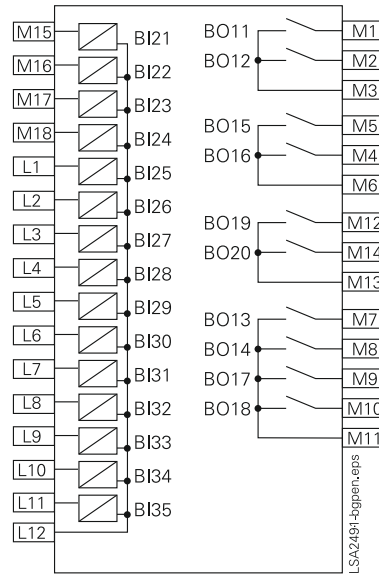 M15 BI21 BO11 M1
M16 BI22 BO12 M2
M17 BI23 M3
M18 BI24 BO15 M5
L1 BI25 BO16 M4
L2 BI26 M6
L3 BI27 BO19 M12
L4 BI28 BO20 M14
L5 BI29 M13
L6 BI30 BO13 M7
L7 BI31 BO14 M8
L8 BI32 BO17 M9
L9 BI33 BO18 M10
L10 BI34 M11
L11 BI35
L12
LSA2491-bgpen.eps